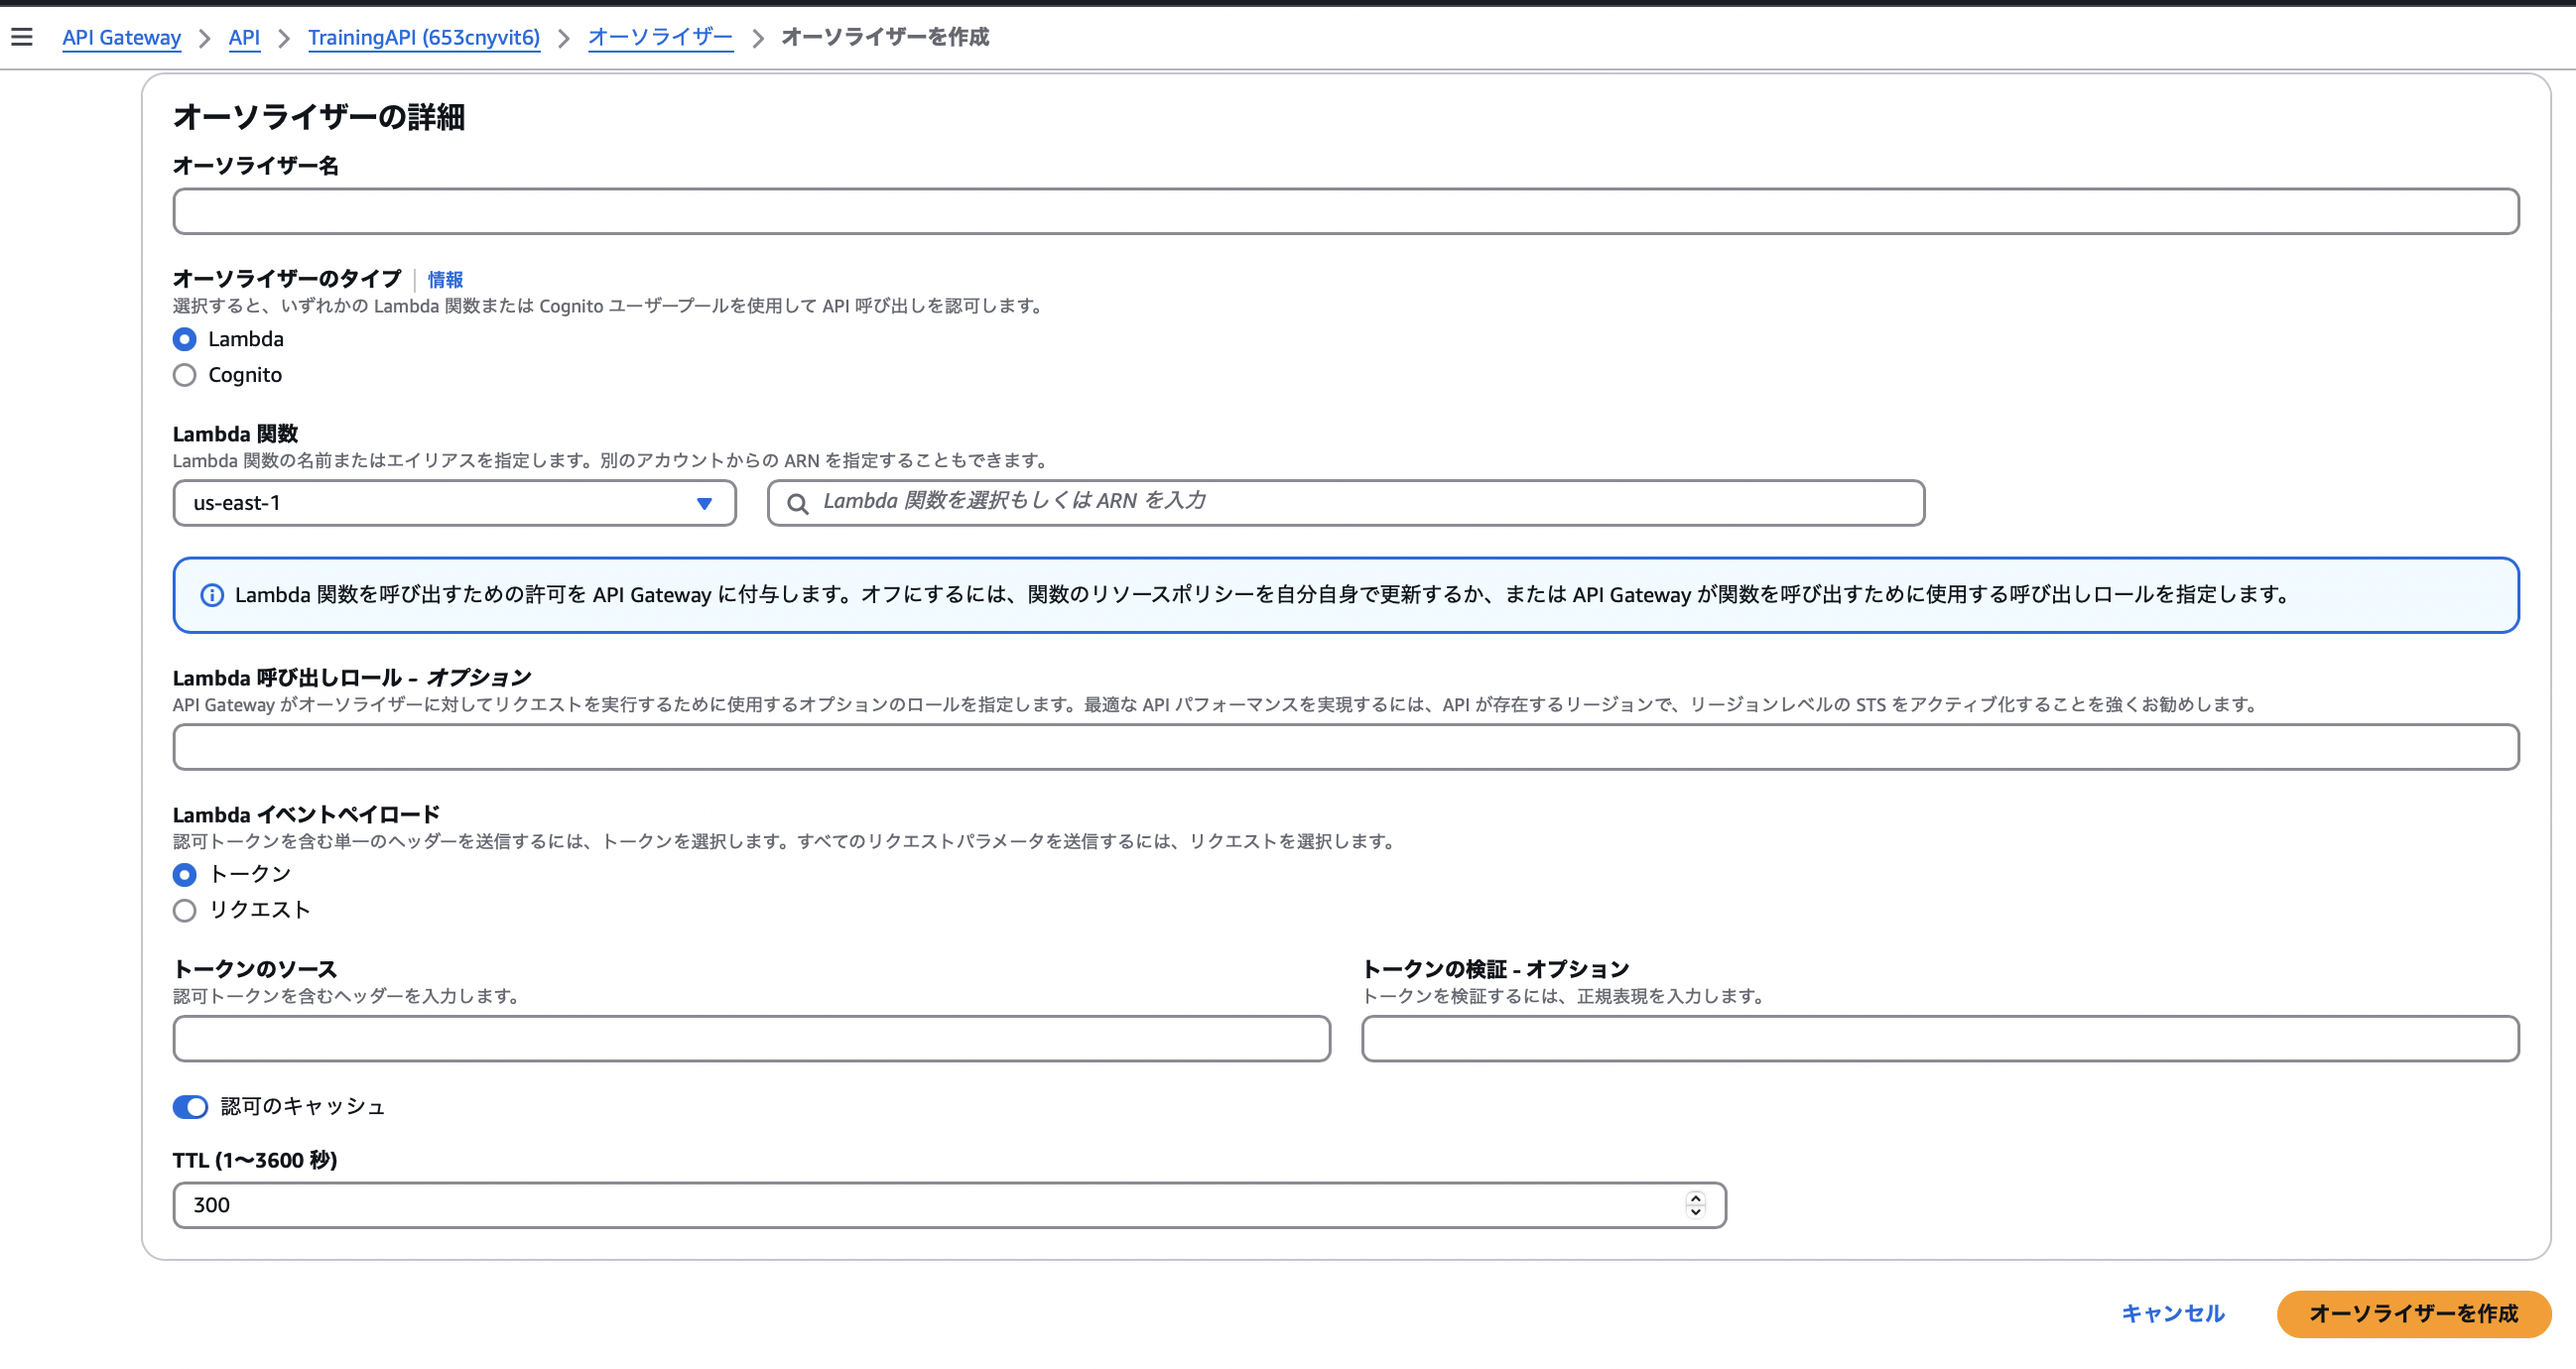 API Gateway > API > TrainingAPI (653cnyvit6) > オーソライザー > オーソライザーを作成
オーソライザーの詳細
オーソライザー名
オーソライザーのタイプ | 情報
選択すると、いずれかの Lambda 関数または Cognito ユーザープールを使用して API 呼び出しを認可します。
Lambda
Cognito
Lambda 関数
Lambda 関数の名前またはエイリアスを指定します。別のアカウントからの ARN を指定することもできます。
us-east-1
Lambda 関数を選択もしくは ARN を入力
Lambda 関数を呼び出すための許可を API Gateway に付与します。オフにするには、関数のリソースポリシーを自分自身で更新するか、または API Gateway が関数を呼び出すために使用する呼び出しロールを指定します。
Lambda 呼び出しロール - オプション
API Gateway がオーソライザーに対してリクエストを実行するために使用するオプションのロールを指定します。最適な API パフォーマンスを実現するには、API が存在するリージョンで、リージョンレベルの STS をアクティブ化することを強くお勧めします。
Lambda イベントペイロード
認可トークンを含む単一のヘッダーを送信するには、トークンを選択します。すべてのリクエストパラメータを送信するには、リクエストを選択します。
トークン
リクエスト
トークンのソース
認可トークンを含むヘッダーを入力します。
トークンの検証 - オプション
トークンを検証するには、正規表現を入力します。
認可のキャッシュ
TTL (1〜3600 秒)
300
キャンセル
オーソライザーを作成